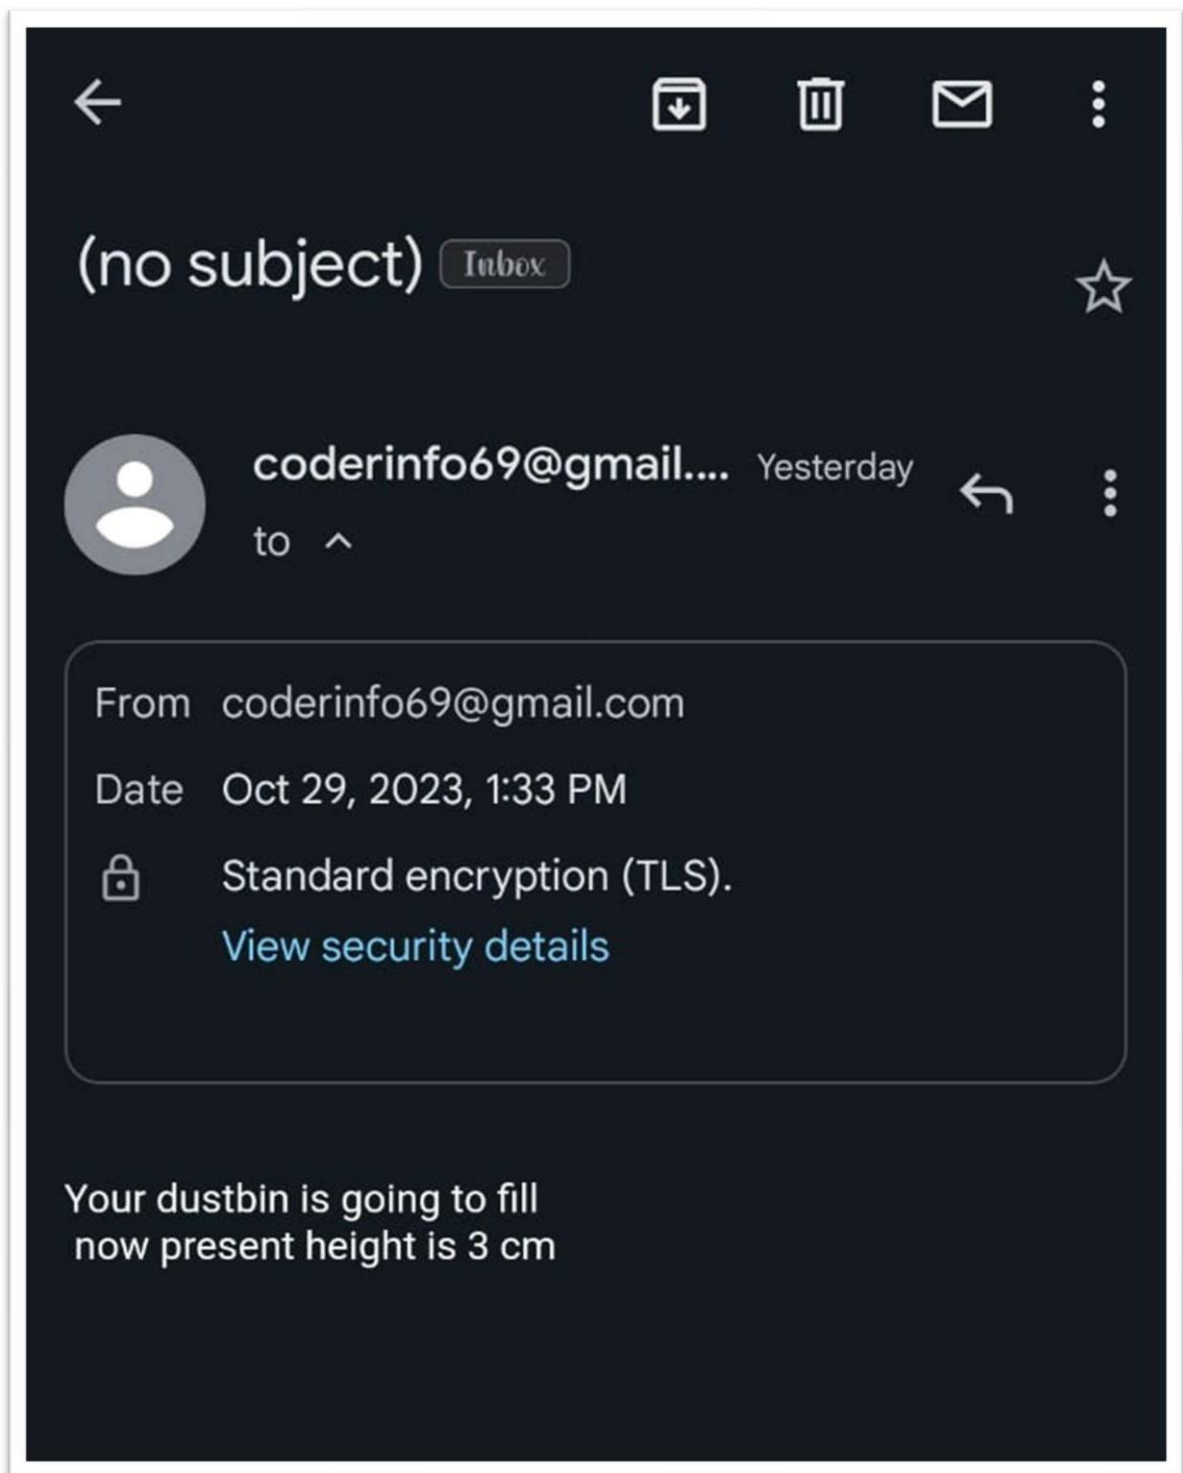 (no subject) Inbox
coderinfo69@gmail.... Yesterday
to
From coderinfo69@gmail.com
Date Oct 29, 2023, 1:33 PM
Standard encryption (TLS).
View security details
Your dustbin is going to fill
now present height is 3 cm